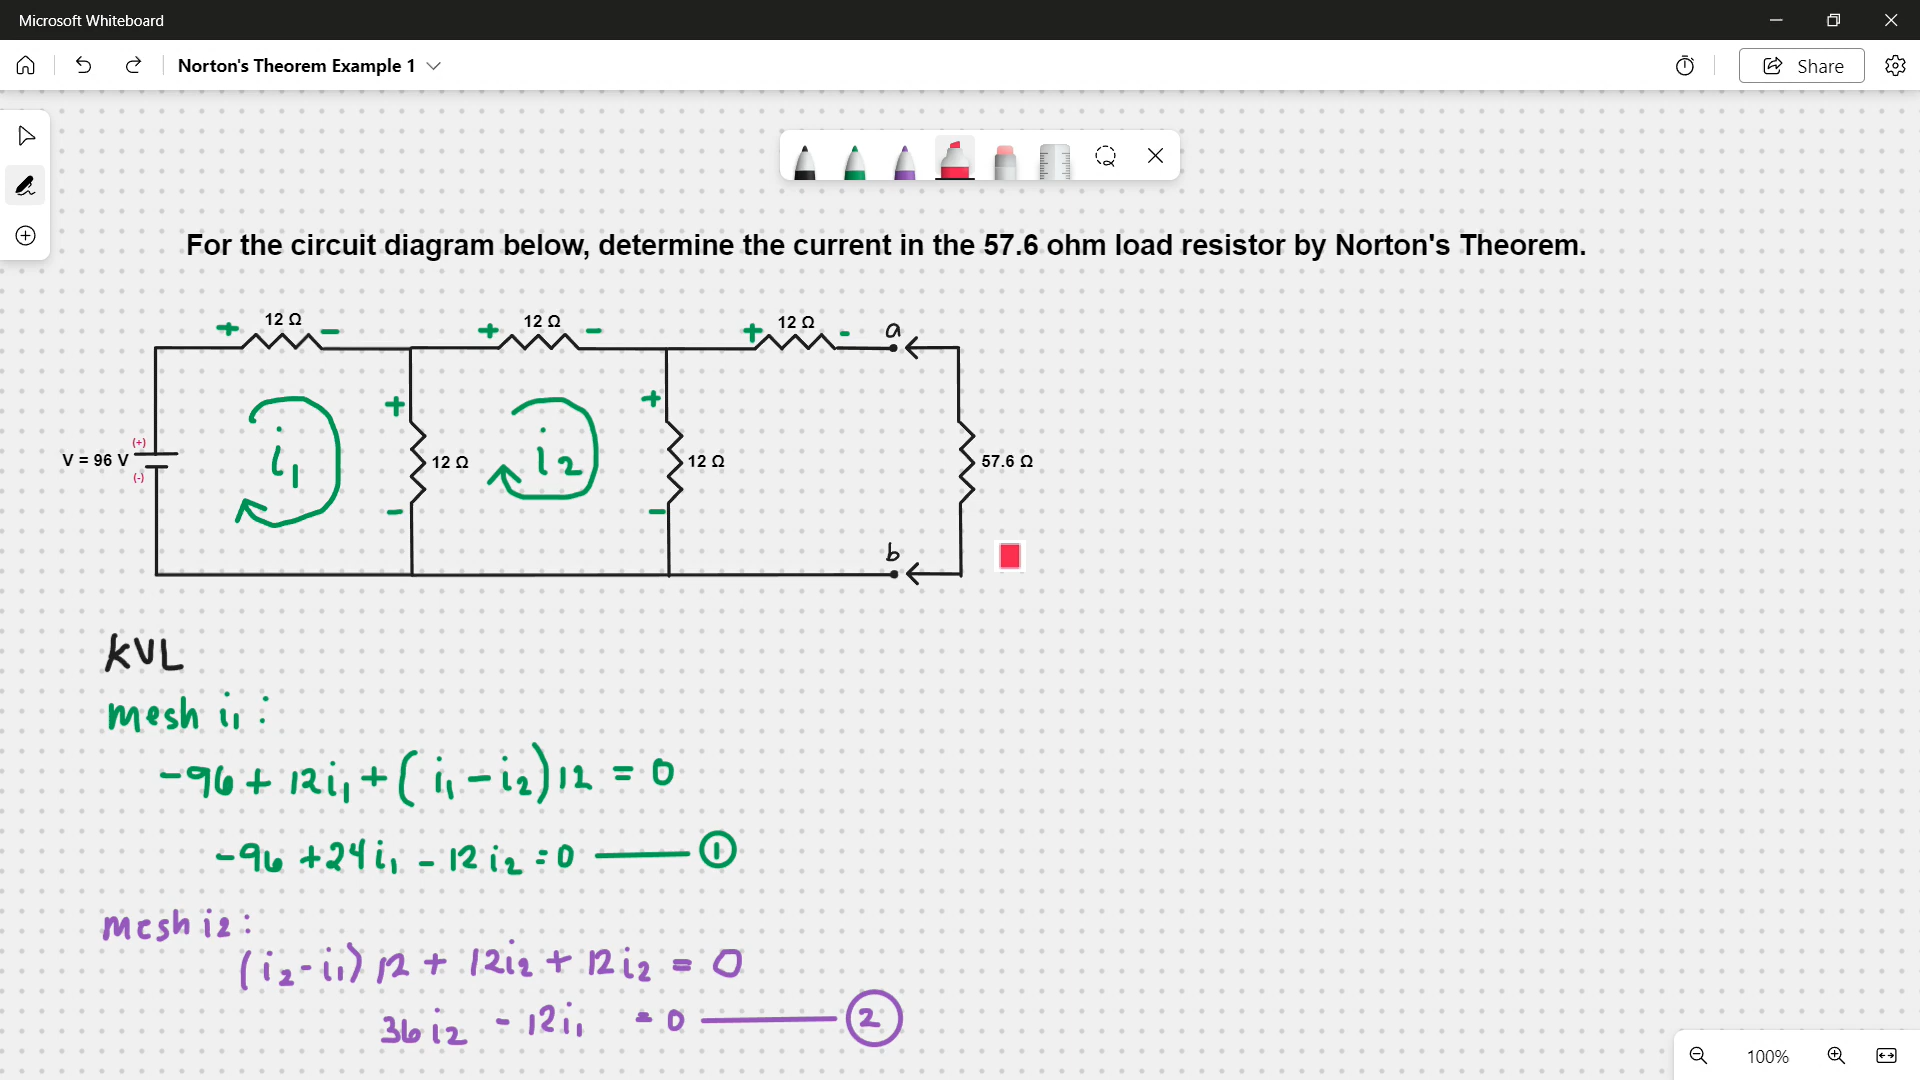 Microsoft Whiteboard
Norton's Theorem Example 1
Share
For the circuit diagram below, determine the current in the 57.6 ohm load resistor by Norton's Theorem.
+ 12 Ω − + 12 Ω − + 12 Ω - a
+ +
V = 96 V (+) (-) i₁ 12 Ω i₂ 12 Ω 57.6 Ω
− −
b
KVL
mesh i₁ :
-96 + 12i₁ + (i₁ - i₂)12 = 0
-96 + 24i₁ - 12i₂ = 0 —— ①
mesh i₂ :
(i₂ - i₁) 12 + 12i₂ + 12i₂ = 0
36i₂ - 12i₁ = 0 —— ②
100%